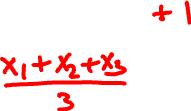 + 1
x₁+x₂+x₃
3